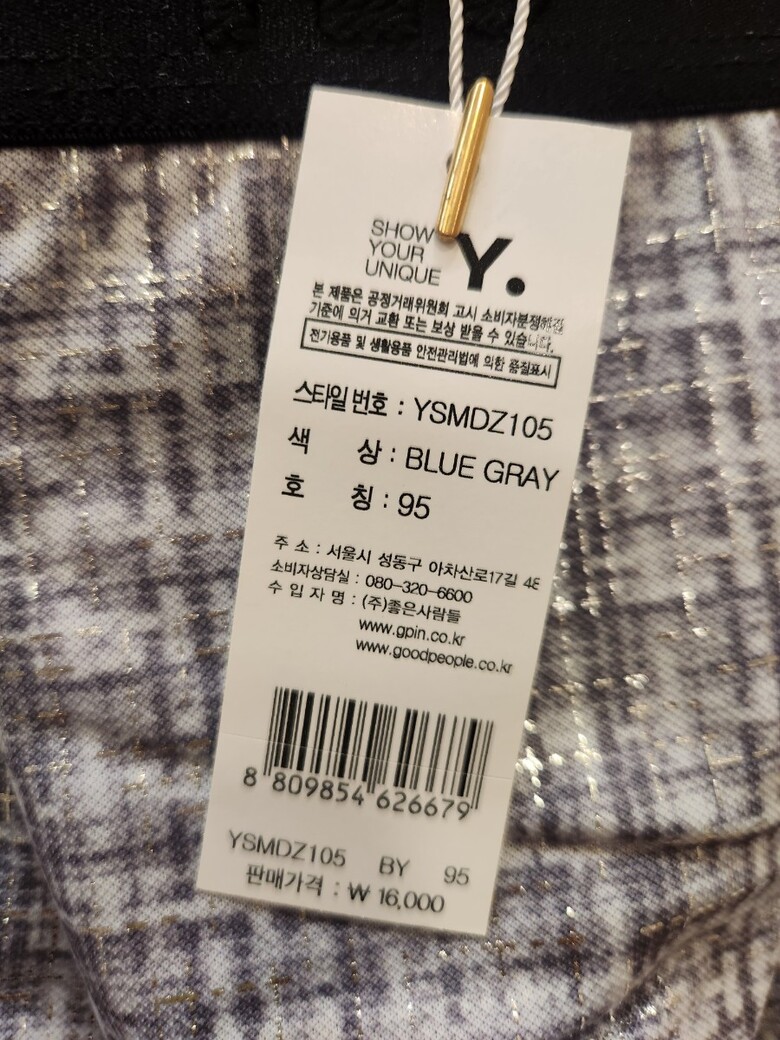 SHOW
YOUR
UNIQUE
Y.
본 제품은 공정거래위원회 고시 소비자분쟁해결
기준에 의거 교환 또는 보상 받을 수 있습니다.
전기용품 및 생활용품 안전관리법에 의한 품질표시
스타일번호 : YSMDZ105
색 상 : BLUE GRAY
호 칭 : 95
주 소 : 서울시 성동구 아차산로17길 48
소비자상담실 : 080-320-6600
수 입 자 명 : (주)좋은사람들
www.gpin.co.kr
www.goodpeople.co.kr
8 809854 626679
YSMDZ105 BY 95
판매가격 : ₩ 16,000